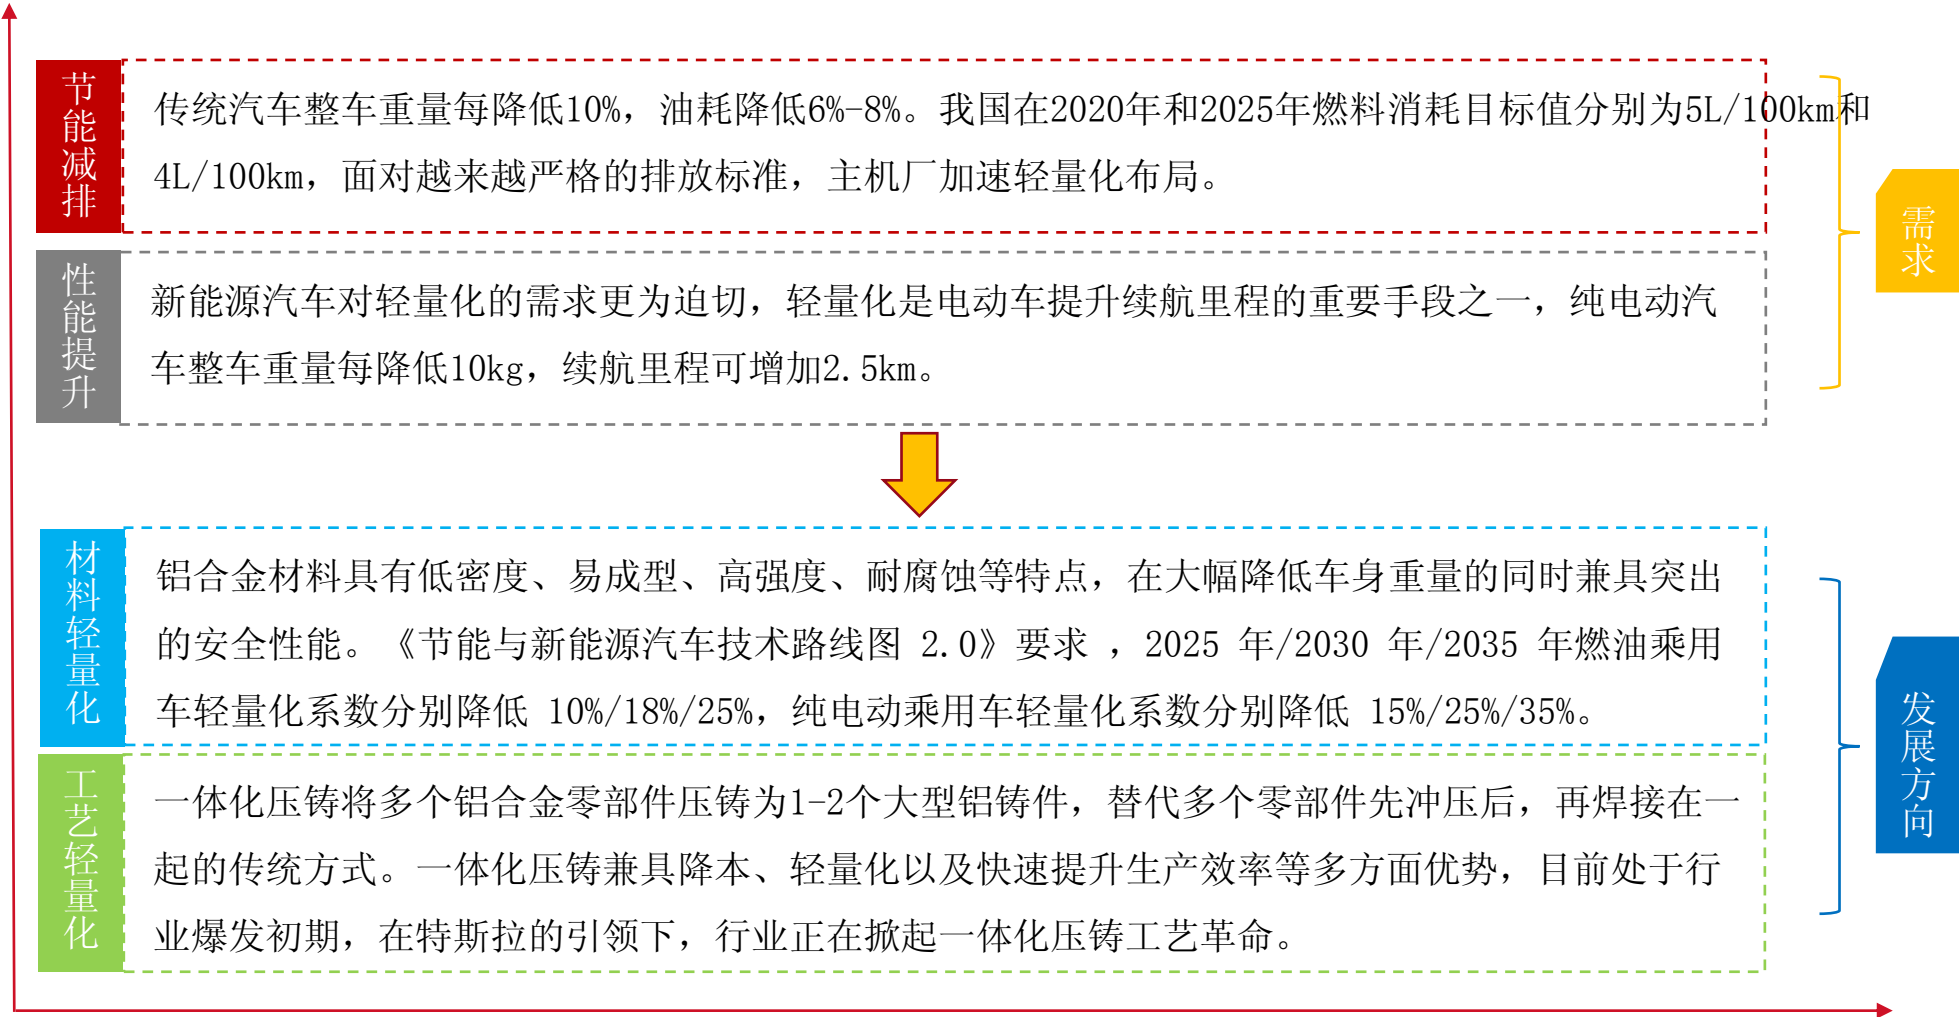 节能减排
传统汽车整车重量每降低10%，油耗降低6%-8%。我国在2020年和2025年燃料消耗目标值分别为5L/100km和
4L/100km，面对越来越严格的排放标准，主机厂加速轻量化布局。
性能提升
新能源汽车对轻量化的需求更为迫切，轻量化是电动车提升续航里程的重要手段之一，纯电动汽
车整车重量每降低10kg，续航里程可增加2.5km。
需求
材料轻量化
铝合金材料具有低密度、易成型、高强度、耐腐蚀等特点，在大幅降低车身重量的同时兼具突出
的安全性能。《节能与新能源汽车技术路线图 2.0》要求 ，2025 年/2030 年/2035 年燃油乘用
车轻量化系数分别降低 10%/18%/25%，纯电动乘用车轻量化系数分别降低 15%/25%/35%。
工艺轻量化
一体化压铸将多个铝合金零部件压铸为1-2个大型铝铸件，替代多个零部件先冲压后，再焊接在一
起的传统方式。一体化压铸兼具降本、轻量化以及快速提升生产效率等多方面优势，目前处于行
业爆发初期，在特斯拉的引领下，行业正在掀起一体化压铸工艺革命。
发展方向